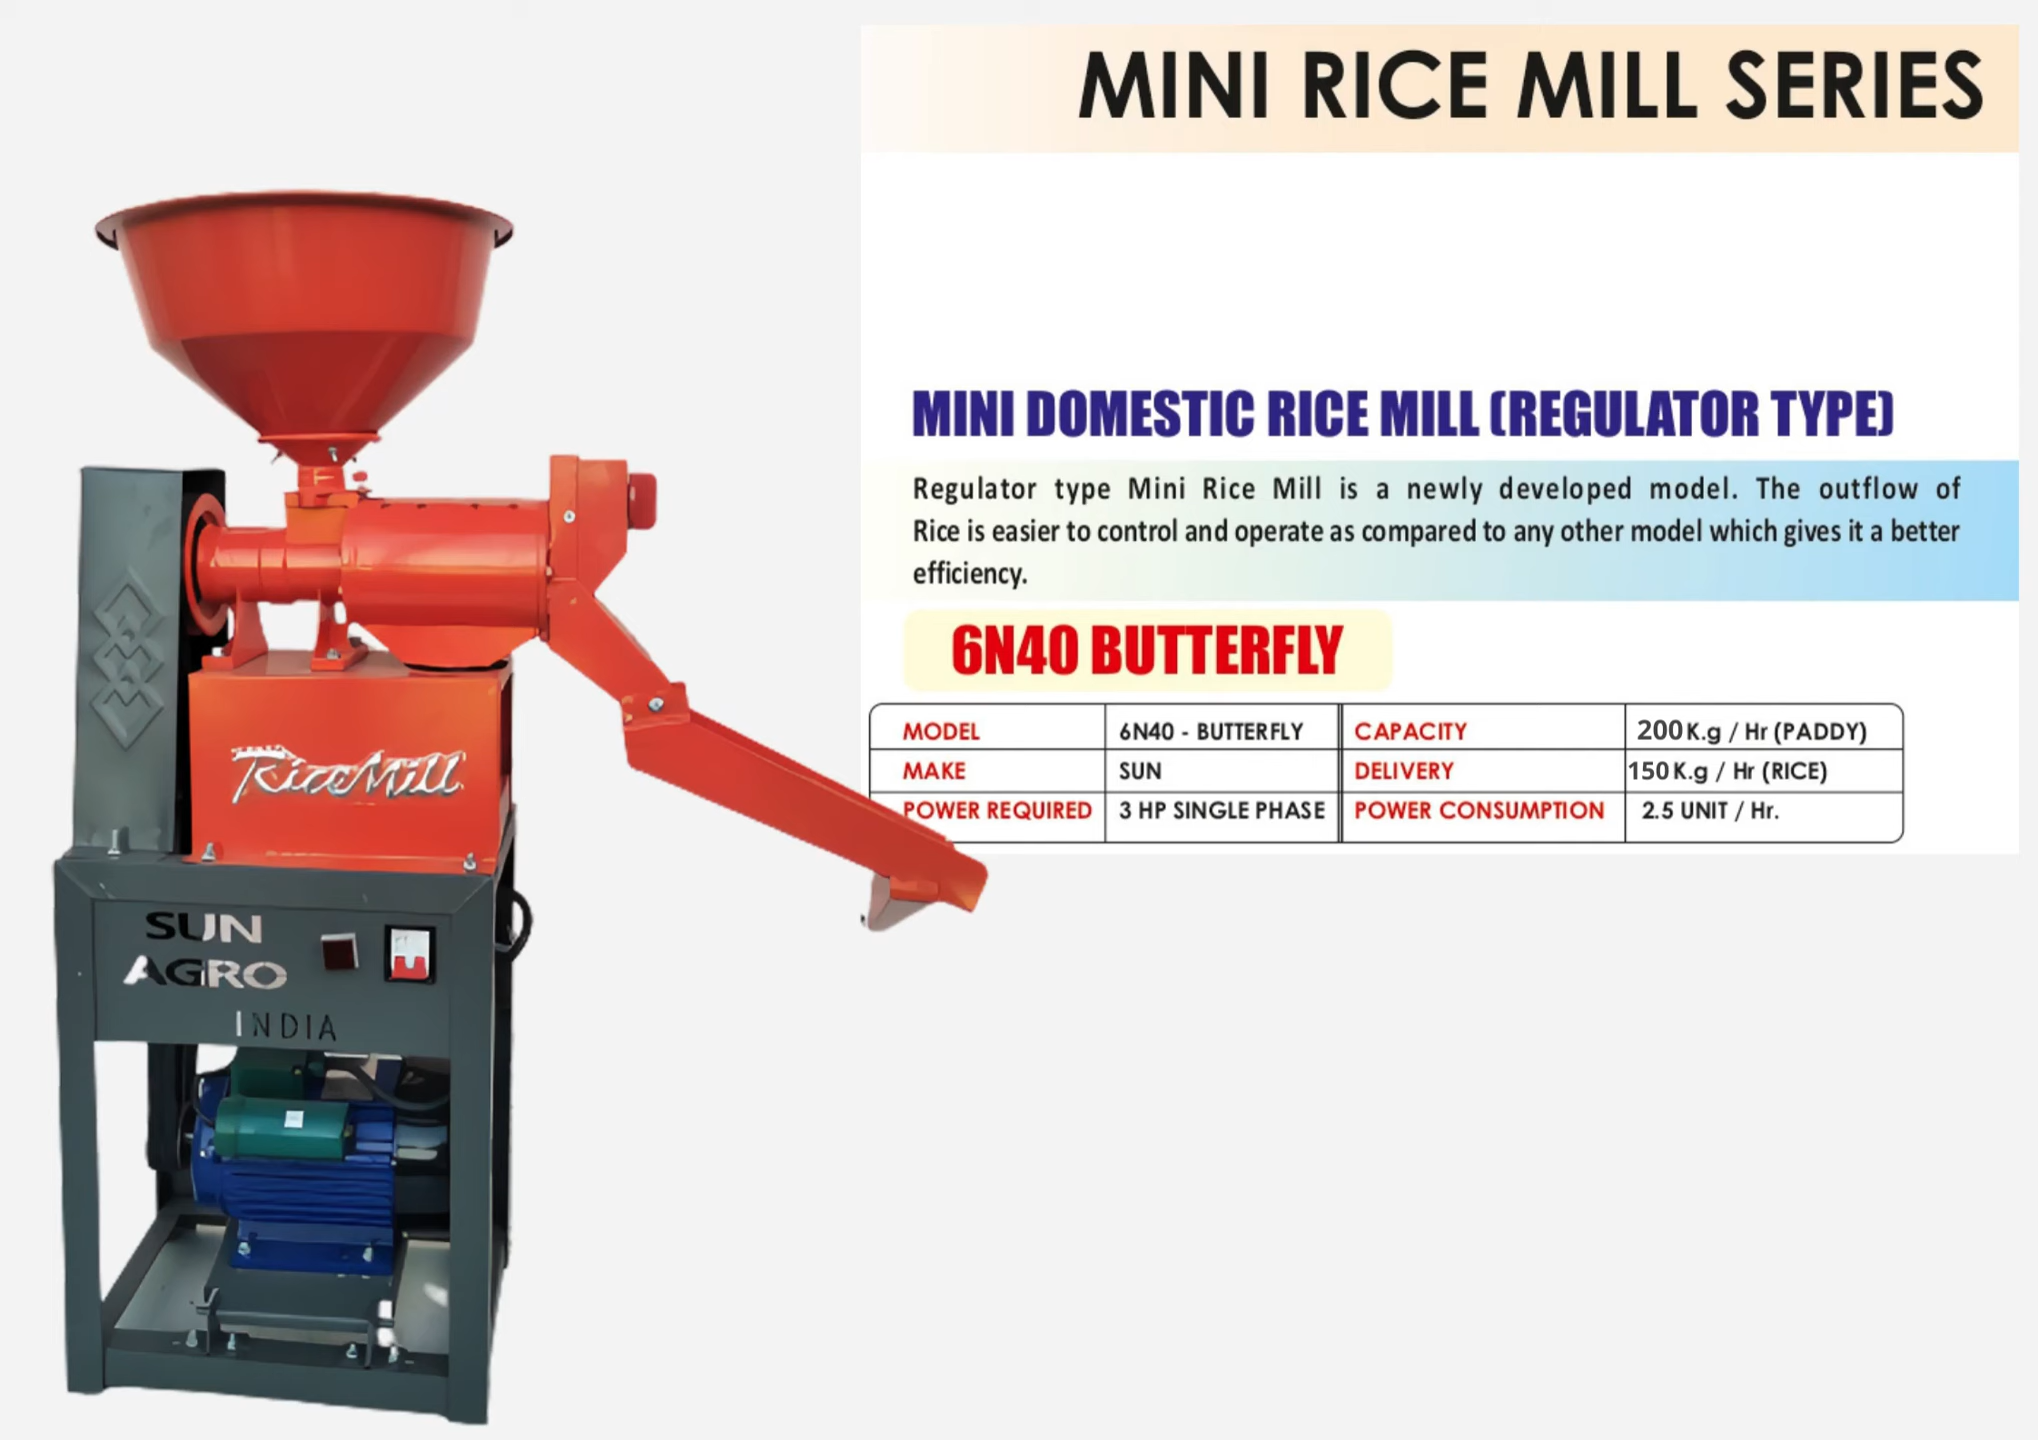 MINI RICE MILL SERIES
MINI DOMESTIC RICE MILL (REGULATOR TYPE)
Regulator type Mini Rice Mill is a newly developed model. The outflow of
Rice is easier to control and operate as compared to any other model which gives it a better
efficiency.
6N40 BUTTERFLY
MODEL 6N40 - BUTTERFLY CAPACITY 200K.g / Hr (PADDY)
MAKE SUN DELIVERY 150K.g / Hr (RICE)
POWER REQUIRED 3 HP SINGLE PHASE POWER CONSUMPTION 2.5 UNIT / Hr.
RiceMill
SUN
AGRO
INDIA